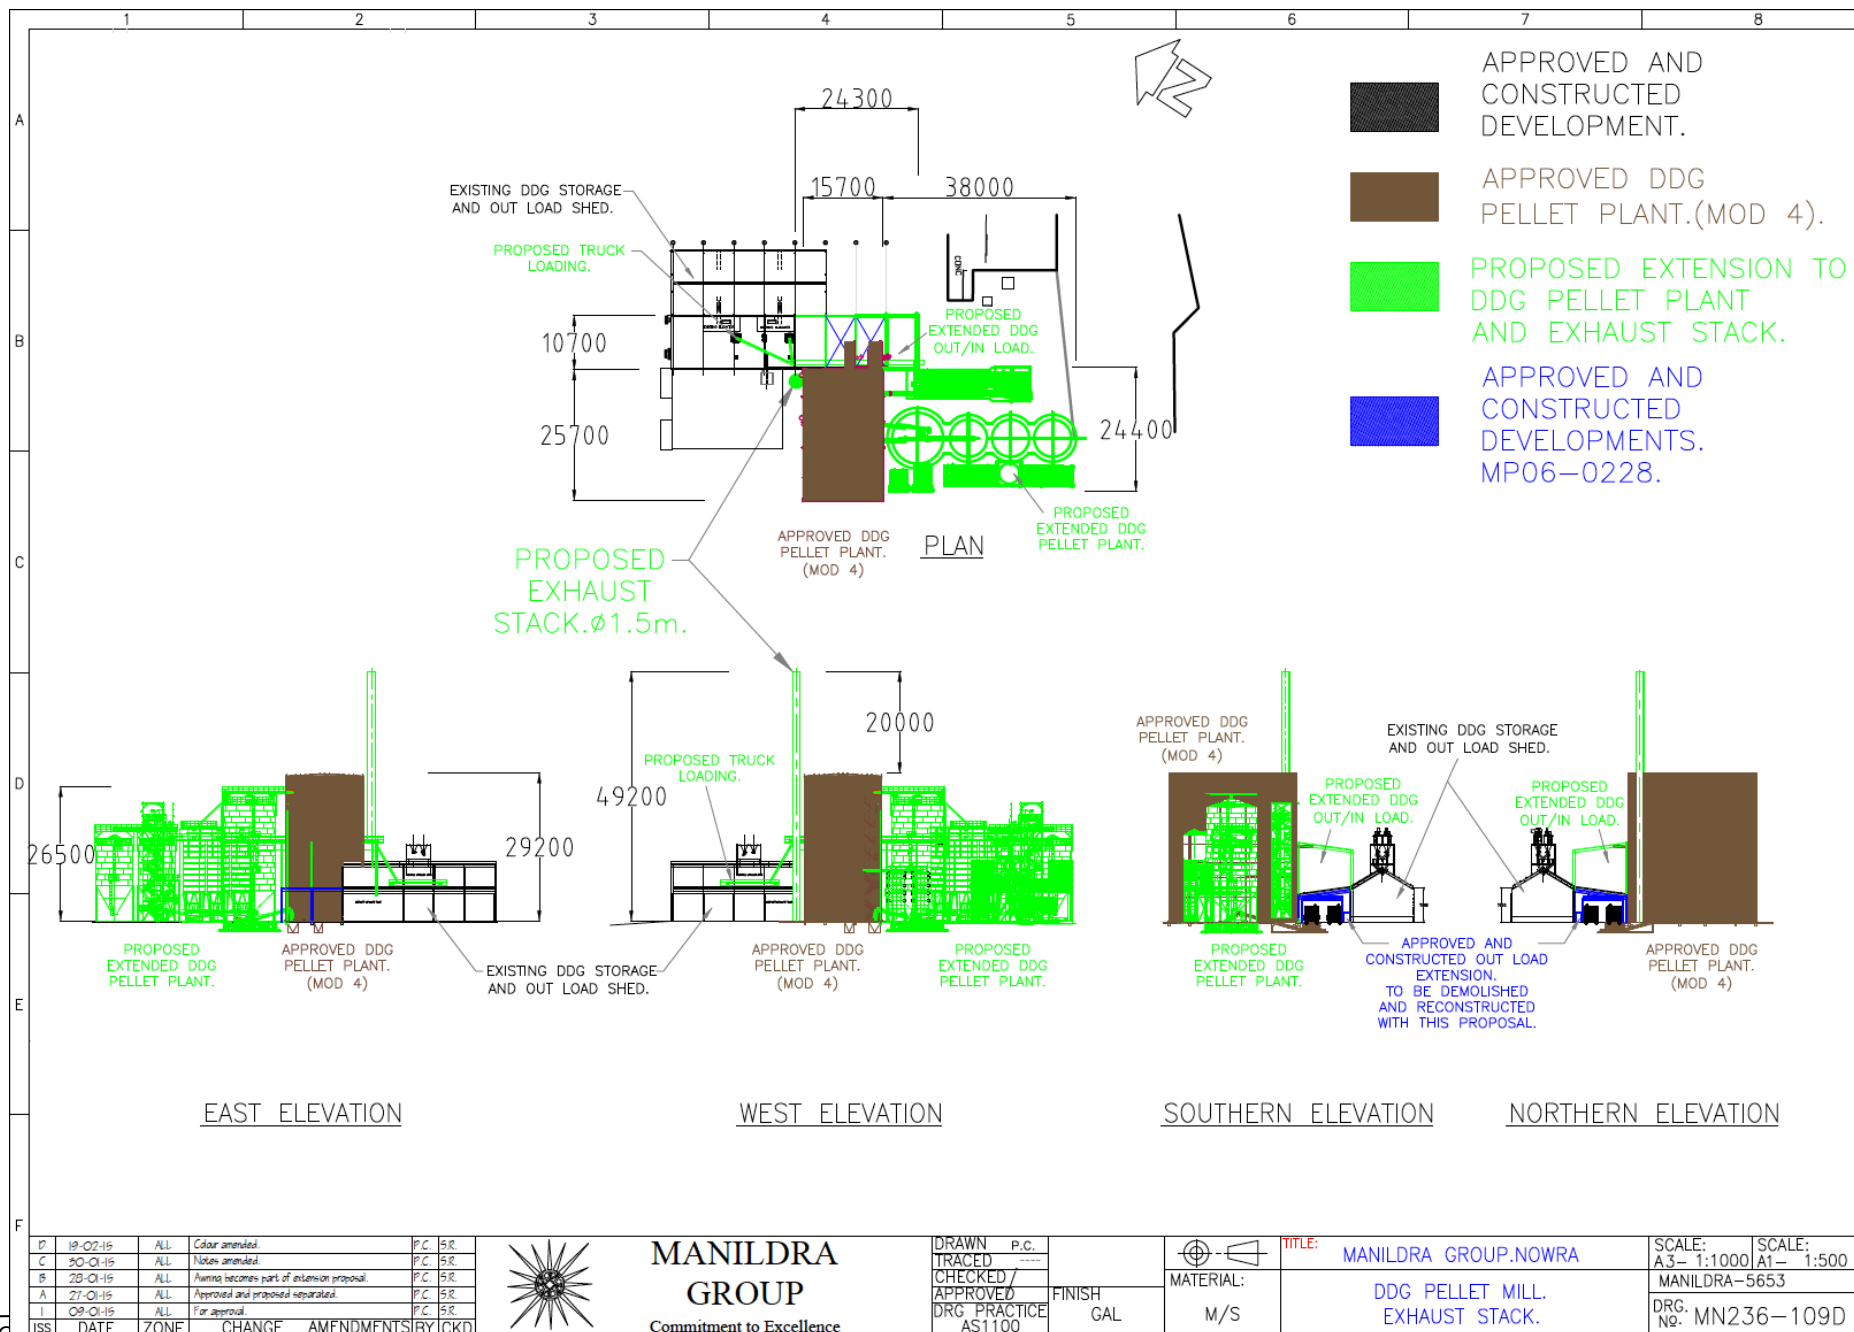 1 2 3 4 5 6 7 8
A
B
C
D
E
F
APPROVED AND
CONSTRUCTED
DEVELOPMENT.
APPROVED DDG
PELLET PLANT.(MOD 4).
PROPOSED EXTENSION TO
DDG PELLET PLANT
AND EXHAUST STACK.
APPROVED AND
CONSTRUCTED
DEVELOPMENTS.
MP06-0228.
N
24300
15700
38000
EXISTING DDG STORAGE
AND OUT LOAD SHED.
PROPOSED TRUCK
LOADING.
CONC
PROPOSED
EXTENDED DDG
OUT/IN LOAD.
10700
25700
24400
APPROVED DDG
PELLET PLANT.
(MOD 4)
PLAN
PROPOSED
EXTENDED DDG
PELLET PLANT.
PROPOSED
EXHAUST
STACK.ø1.5m.
26500
29200
PROPOSED
EXTENDED DDG
PELLET PLANT.
APPROVED DDG
PELLET PLANT.
(MOD 4)
EXISTING DDG STORAGE
AND OUT LOAD SHED.
EAST ELEVATION
49200
20000
PROPOSED TRUCK
LOADING.
APPROVED DDG
PELLET PLANT.
(MOD 4)
PROPOSED
EXTENDED DDG
PELLET PLANT.
WEST ELEVATION
APPROVED DDG
PELLET PLANT.
(MOD 4)
EXISTING DDG STORAGE
AND OUT LOAD SHED.
PROPOSED
EXTENDED DDG
OUT/IN LOAD.
PROPOSED
EXTENDED DDG
OUT/IN LOAD.
PROPOSED
EXTENDED DDG
PELLET PLANT.
APPROVED AND
CONSTRUCTED OUT LOAD
EXTENSION.
TO BE DEMOLISHED
AND RECONSTRUCTED
WITH THIS PROPOSAL.
APPROVED DDG
PELLET PLANT.
(MOD 4)
SOUTHERN ELEVATION
NORTHERN ELEVATION
D 19-02-15 ALL Colour amended. P.C. S.R.
C 30-01-15 ALL Notes amended. P.C. S.R.
B 28-01-15 ALL Awning becomes part of extension proposal. P.C. S.R.
A 27-01-15 ALL Approved and proposed separated. P.C. S.R.
1 09-01-15 ALL For approval. P.C. S.R.
ISS DATE ZONE CHANGE AMENDMENTS BY CKD
MANILDRA
GROUP
Commitment to Excellence
DRAWN P.C.
TRACED ----
CHECKED
APPROVED
DRG PRACTICE
AS1100
FINISH
GAL
MATERIAL:
M/S
TITLE: MANILDRA GROUP.NOWRA
DDG PELLET MILL.
EXHAUST STACK.
SCALE:
A3- 1:1000
SCALE:
A1- 1:500
MANILDRA-5653
DRG. No. MN236-109D